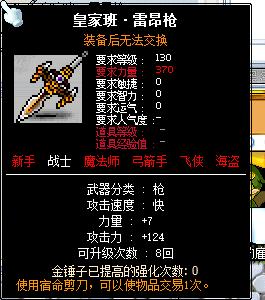 皇家班·雷昂枪
装备后无法交换
要求等级: 130
要求力量: 370
要求敏捷: 0
要求智力: 0
要求运气: 0
要求人气度: -
道具等级: -
道具经验值: -
新手 战士 魔法师 弓箭手 飞侠 海盗
武器分类: 枪
攻击速度: 快
力量: +7
攻击力: +124
可升级次数: 8回
金锤子已提高的强化次数: 0
使用宿命剪刀，可以使物品交易1次。